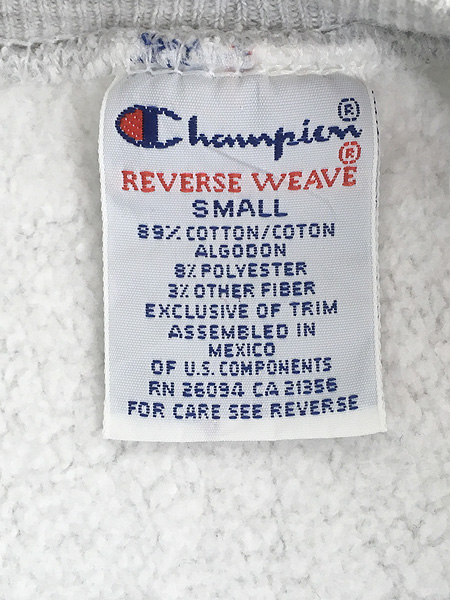 Champion®
REVERSE WEAVE®
SMALL
89% COTTON/COTON
ALGODON
8% POLYESTER
3% OTHER FIBER
EXCLUSIVE OF TRIM
ASSEMBLED IN
MEXICO
OF U.S. COMPONENTS
RN 26094 CA 21356
FOR CARE SEE REVERSE